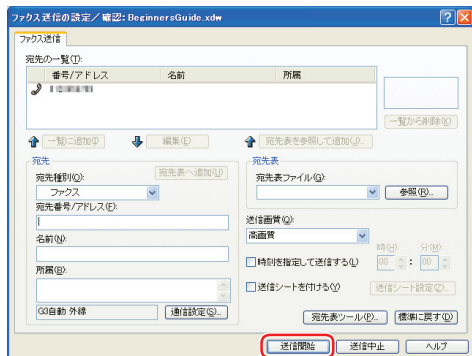 ファクス送信の設定／確認: BeginnersGuide.xdw
ファクス送信
宛先の一覧(T):
番号/アドレス 名前 所属
一覧から削除(K)
一覧に追加(I) 編集(E) 宛先表を参照して追加(J)...
宛先
宛先種別(Q):
宛先表へ追加(U)
ファックス
宛先番号/アドレス(F):
名前(N):
所属(B):
G3自動 外線
通信設定(S)...
宛先表
宛先表ファイル(G):
参照(R)...
送信画質(Q):
高画質
時刻を指定して送信する(L)
時(H): 分(M):
00 : 00
送信シートを付ける(Y)
送信シート設定(Z)...
宛先表ツール(P)... 標準に戻す(D)
送信開始 送信中止 ヘルプ